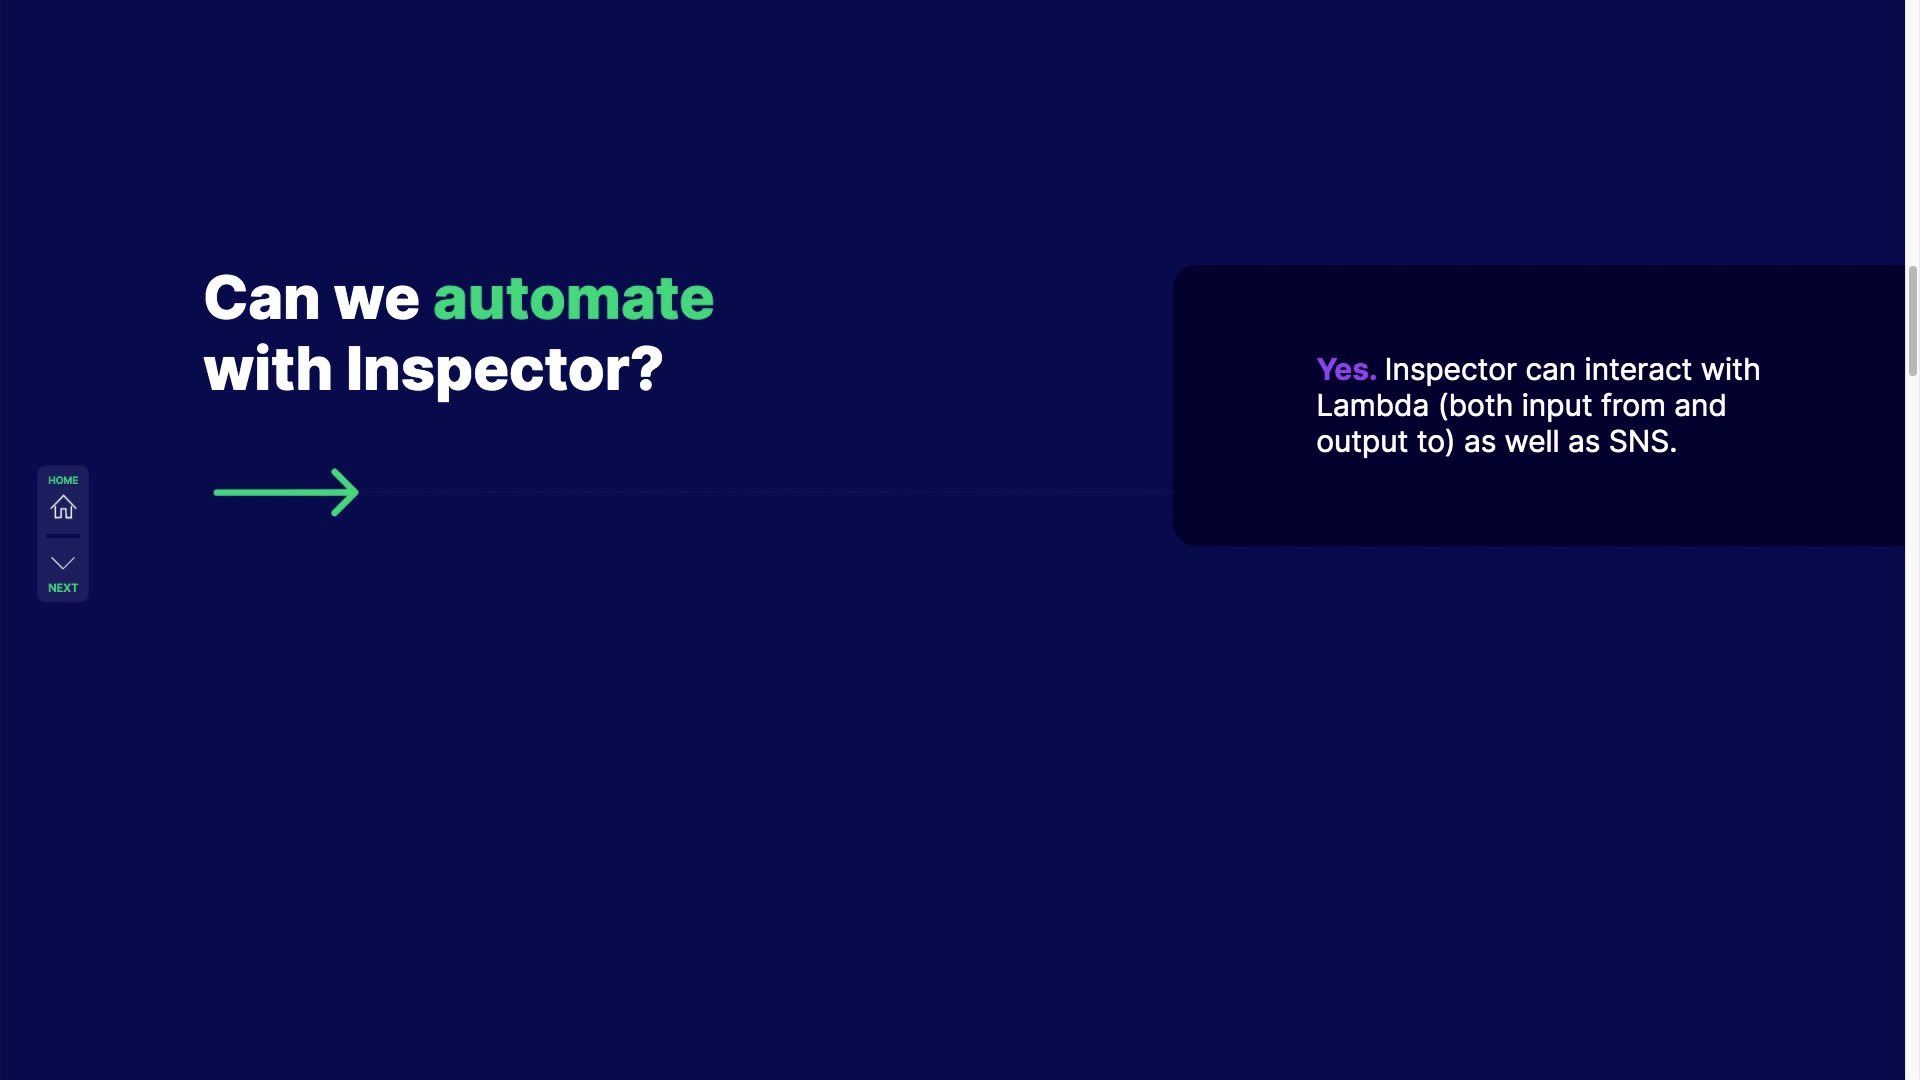 Can we automate
with Inspector?
Yes. Inspector can interact with
Lambda (both input from and
output to) as well as SNS.
HOME
NEXT